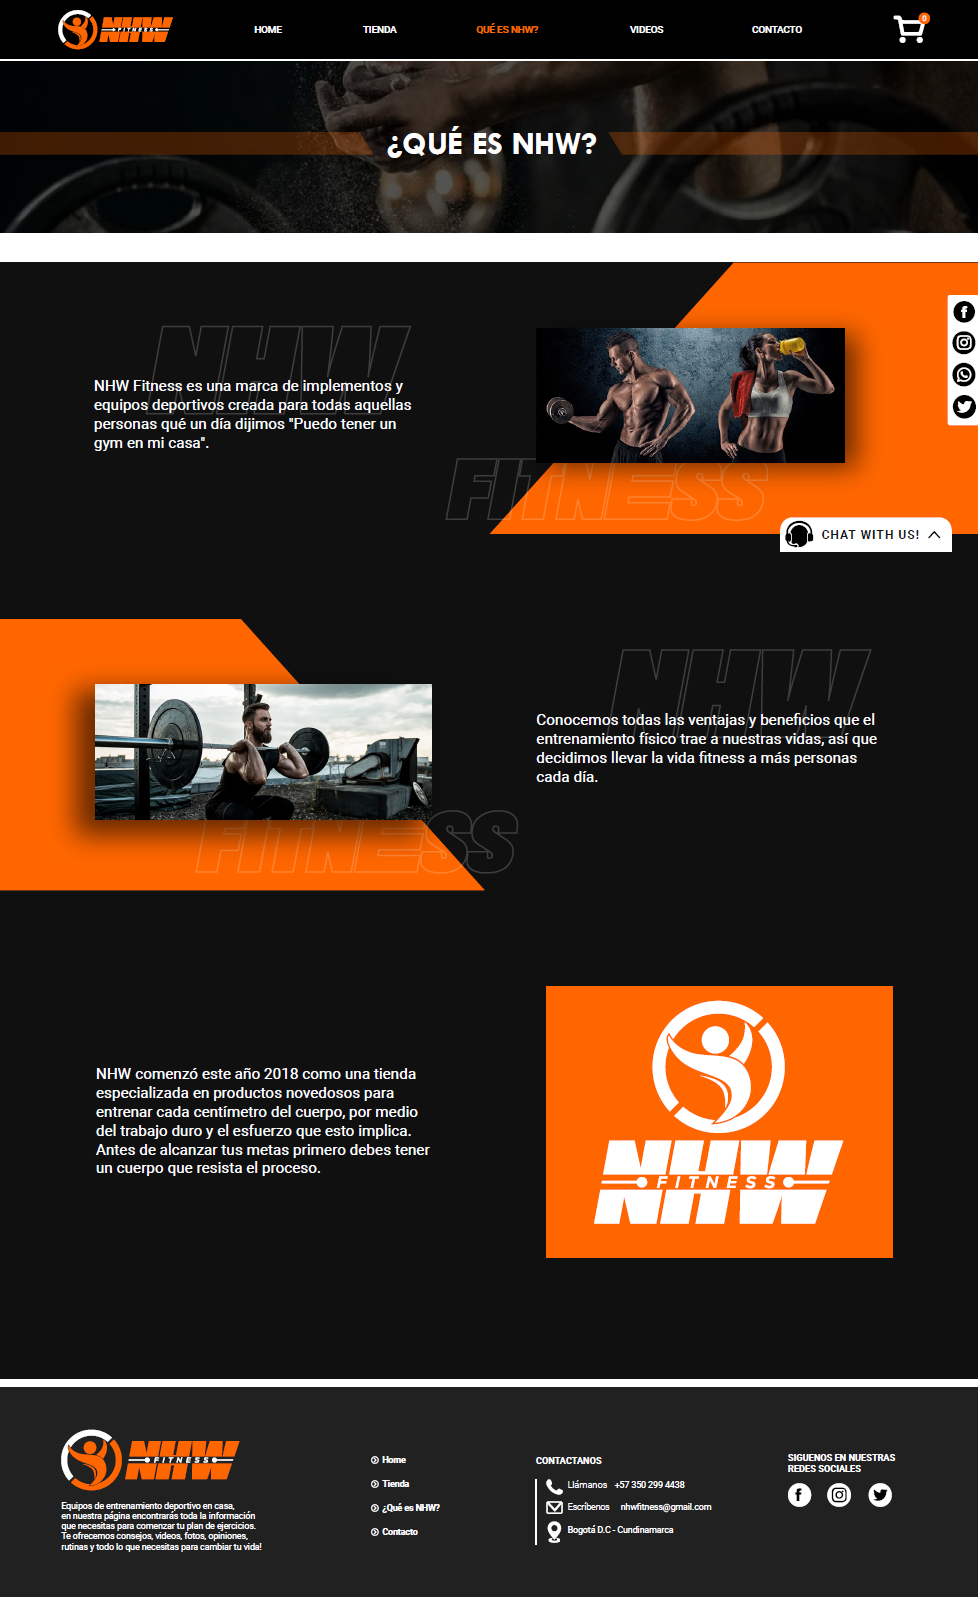 NHW
FITNESS
HOME
TIENDA
QUÉ ES NHW?
VIDEOS
CONTACTO
0
¿QUÉ ES NHW?
NHW
NHW Fitness es una marca de implementos y
equipos deportivos creada para todas aquellas
personas qué un día dijimos "Puedo tener un
gym en mi casa".
FITNESS
CHAT WITH US!
NHW
Conocemos todas las ventajas y beneficios que el
entrenamiento físico trae a nuestras vidas, así que
decidimos llevar la vida fitness a más personas
cada día.
FITNESS
NHW comenzó este año 2018 como una tienda
especializada en productos novedosos para
entrenar cada centímetro del cuerpo, por medio
del trabajo duro y el esfuerzo que esto implica.
Antes de alcanzar tus metas primero debes tener
un cuerpo que resista el proceso.
NHW
FITNESS
NHW
FITNESS
Equipos de entrenamiento deportivo en casa,
en nuestra página encontrarás toda la información
que necesitas para comenzar tu plan de ejercicios.
Te ofrecemos consejos, videos, fotos, opiniones,
rutinas y todo lo que necesitas para cambiar tu vida!
Home
Tienda
¿Qué es NHW?
Contacto
CONTACTANOS
Llámanos +57 350 299 4438
Escríbenos nhwfitness@gmail.com
Bogotá D.C - Cundinamarca
SIGUENOS EN NUESTRAS
REDES SOCIALES